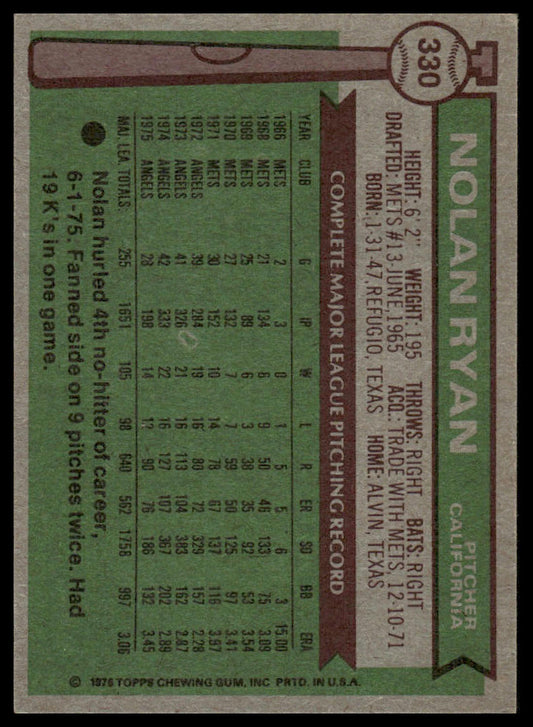 330
NOLAN RYAN
PITCHER
CALIFORNIA
HEIGHT: 6' 2" WEIGHT: 195 THROWS: RIGHT BATS: RIGHT
DRAFTED: METS #13-JUNE, 1965 ACQ.: TRADE WITH METS, 12-10-71
BORN: 1-31-47, REFUGIO, TEXAS HOME: ALVIN, TEXAS
COMPLETE MAJOR LEAGUE PITCHING RECORD
YEAR CLUB G IP W L R ER SO BB ERA
1966 METS 2 3 0 1 5 5 6 3 15.00
1968 METS 21 134 6 9 50 46 133 75 3.09
1969 METS 25 89 6 3 38 35 92 53 3.54
1970 METS 27 132 7 11 59 50 125 97 3.41
1971 METS 30 152 10 14 78 67 137 116 3.97
1972 ANGELS 39 284 19 16 80 72 329 157 2.28
1973 ANGELS 41 326 21 16 113 104 383 162 2.87
1974 ANGELS 42 333 22 16 127 107 367 202 2.89
1975 ANGELS 28 198 14 12 90 76 186 132 3.45
MAJ. LEA. TOTALS 255 1651 105 98 640 562 1758 997 3.06
Nolan hurled 4th no-hitter of career,
6-1-75. Fanned side on 9 pitches twice. Had
19 K's in one game.
© 1976 TOPPS CHEWING GUM, INC. PRTD. IN U.S.A.